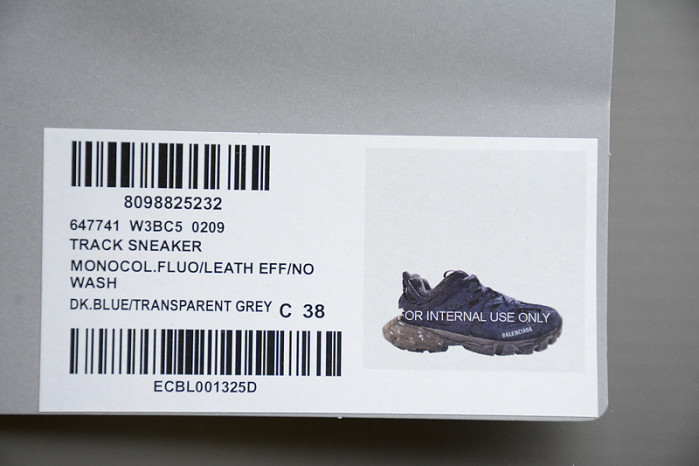 8098825232
647741 W3BC5 0209
TRACK SNEAKER
MONOCOL.FLUO/LEATH EFF/NO
WASH
DK.BLUE/TRANSPARENT GREY C 38
ECBL001325D
FOR INTERNAL USE ONLY
BALENCIAGA